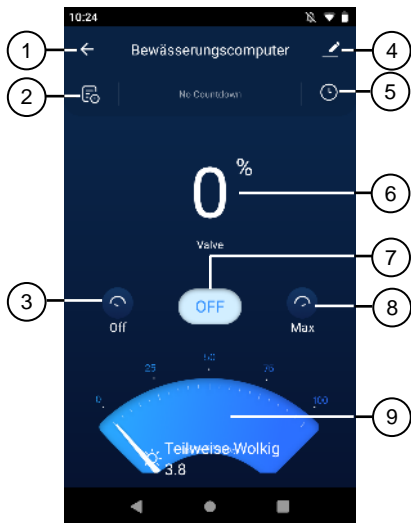 10:24
1
Bewässerungscomputer
4
2
No Countdown
5
0 %
6
Valve
7
3
OFF
8
Off
Max
0
25
50
75
100
9
Teilweise Wolkig
3.8